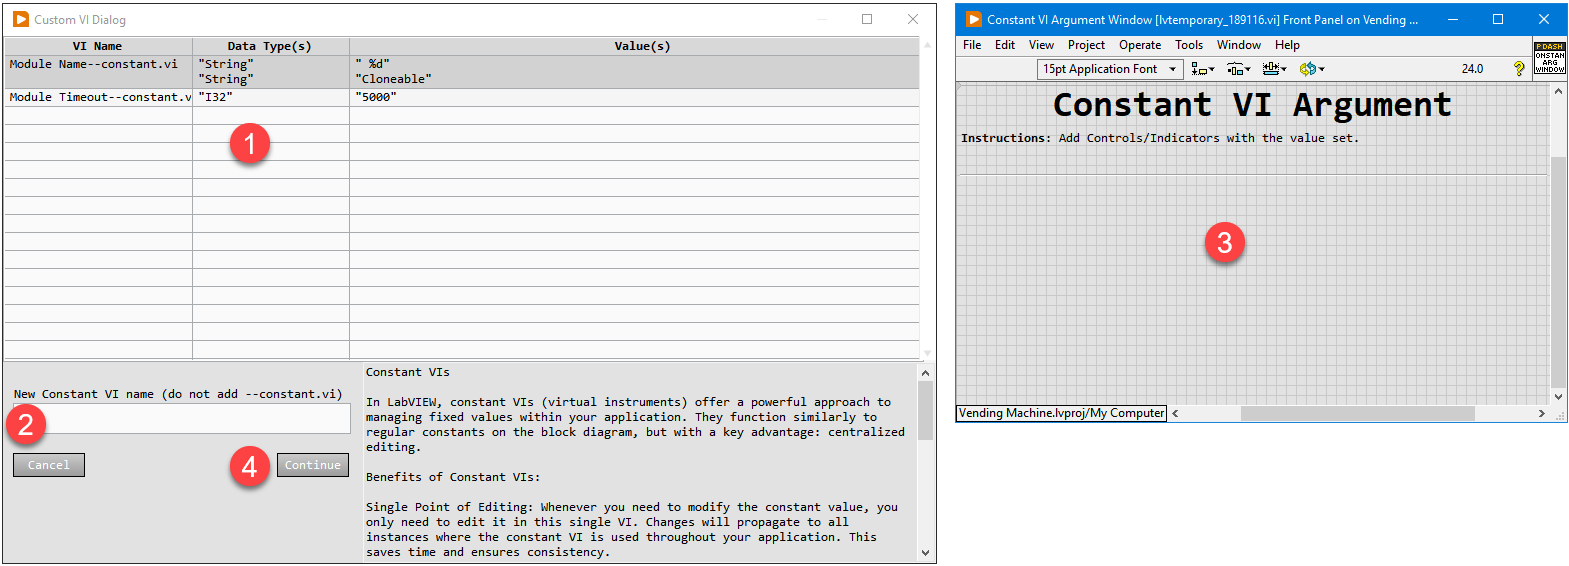 Custom VI Dialog
VI Name Data Type(s) Value(s)
Module Name--constant.vi "String" " %d"
"String" "Cloneable"
Module Timeout--constant.v "I32" "5000"
1
New Constant VI name (do not add --constant.vi)
2
Cancel 4 Continue
Constant VIs
In LabVIEW, constant VIs (virtual instruments) offer a powerful approach to
managing fixed values within your application. They function similarly to
regular constants on the block diagram, but with a key advantage: centralized
editing.
Benefits of Constant VIs:
Single Point of Editing: Whenever you need to modify the constant value, you
only need to edit it in this single VI. Changes will propagate to all
instances where the constant VI is used throughout your application. This
saves time and ensures consistency.
Constant VI Argument Window [lvtemporary_189116.vi] Front Panel on Vending ...
File Edit View Project Operate Tools Window Help
15pt Application Font 24.0 ?
P DASH
ONSTAN
ARG
WINDOW
Constant VI Argument
Instructions: Add Controls/Indicators with the value set.
3
Vending Machine.lvproj/My Computer